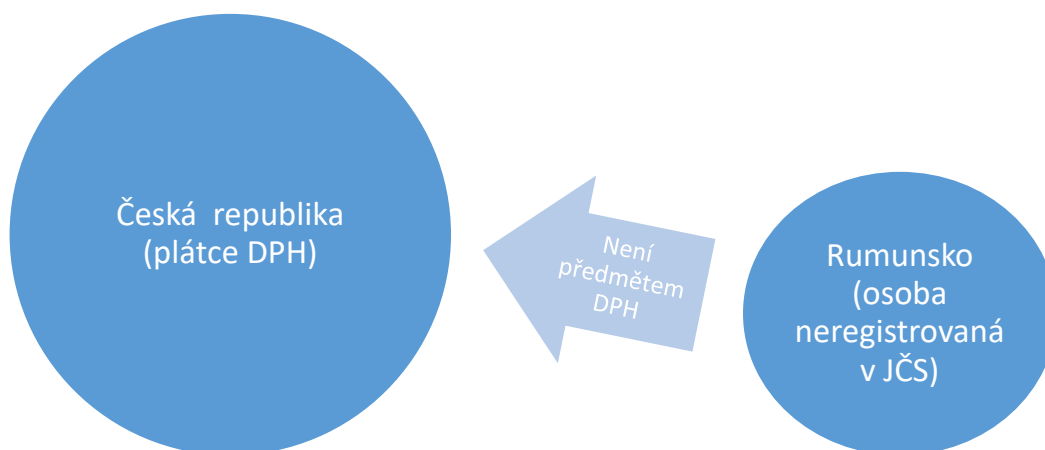 Česká  republika
(plátce DPH)
Není
předmětem
DPH
Rumunsko
(osoba
neregistrovaná
v JČS)